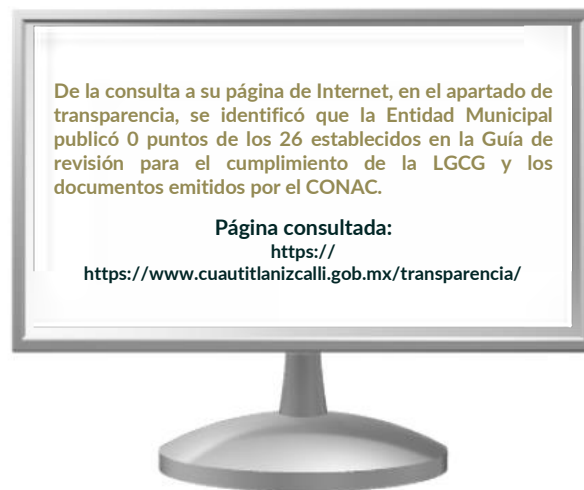 De la consulta a su página de Internet, en el apartado de
transparencia, se identificó que la Entidad Municipal
publicó 0 puntos de los 26 establecidos en la Guía de
revisión para el cumplimiento de la LGCG y los
documentos emitidos por el CONAC.
Página consultada:
https://
https://www.cuautitlanizcalli.gob.mx/transparencia/